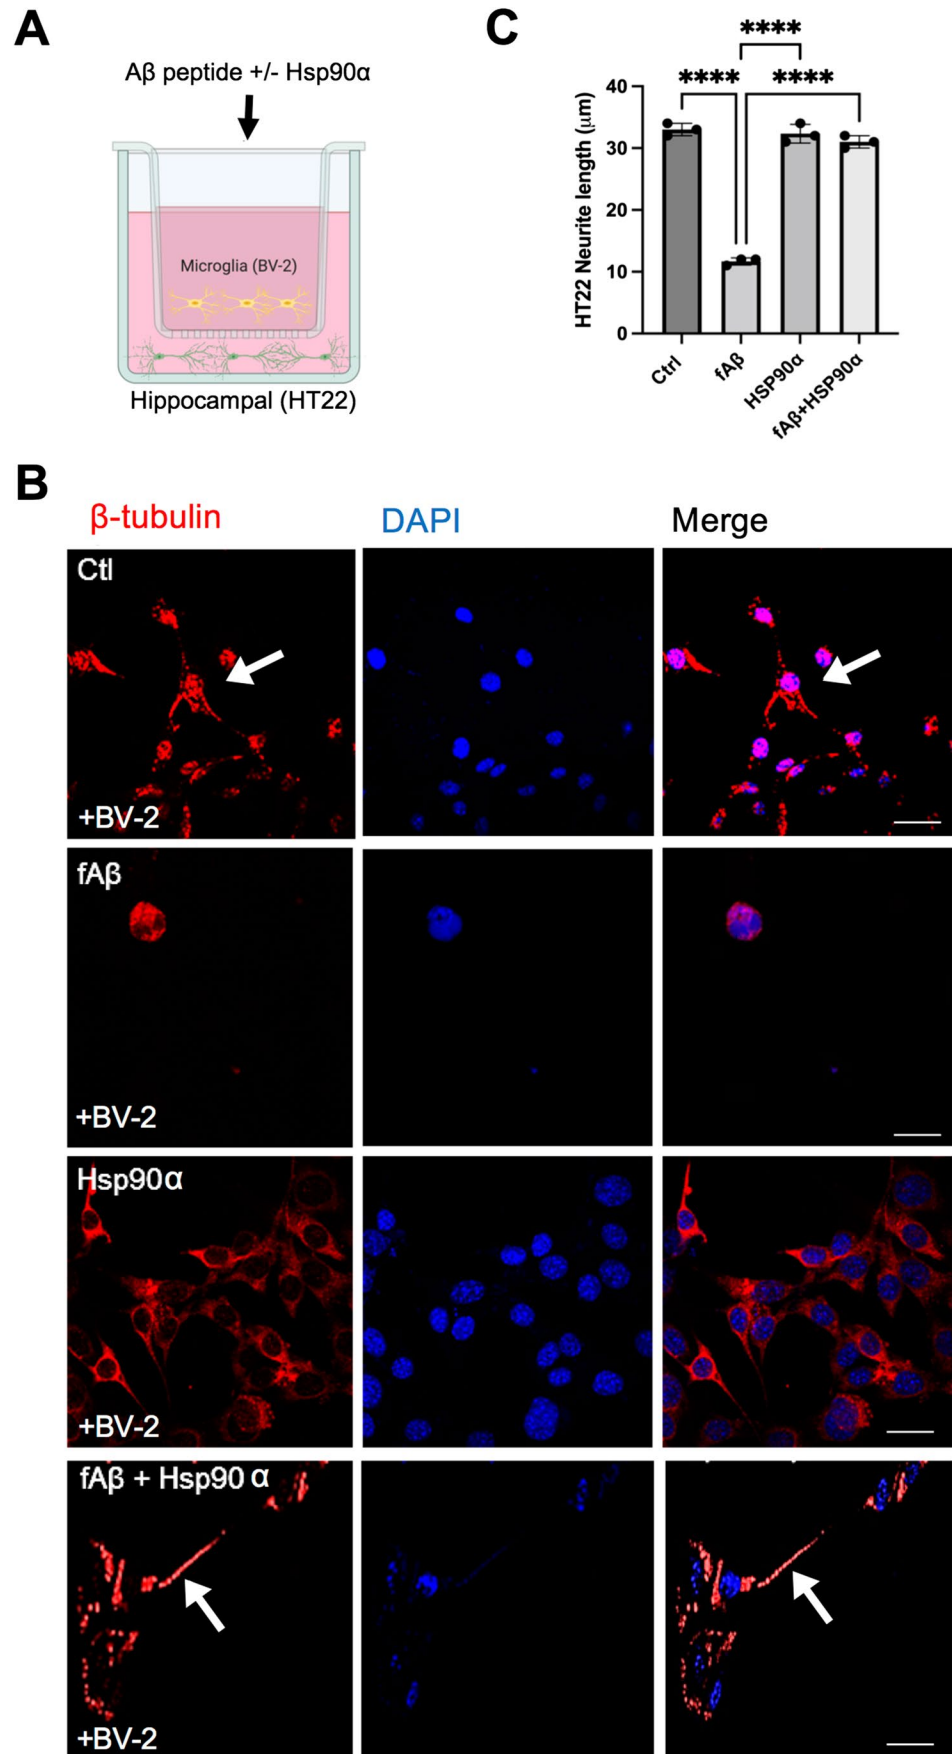 A
Aβ peptide +/- Hsp90α
Microglia (BV-2)
Hippocampal (HT22)
C
****
**** ****
HT22 Neurite length (μm)
40
30
20
10
0
Ctrl
fAβ
HSP90α
fAβ+HSP90α
B
β-tubulin DAPI Merge
Ctl
+BV-2
fAβ
+BV-2
Hsp90α
+BV-2
fAβ + Hsp90 α
+BV-2